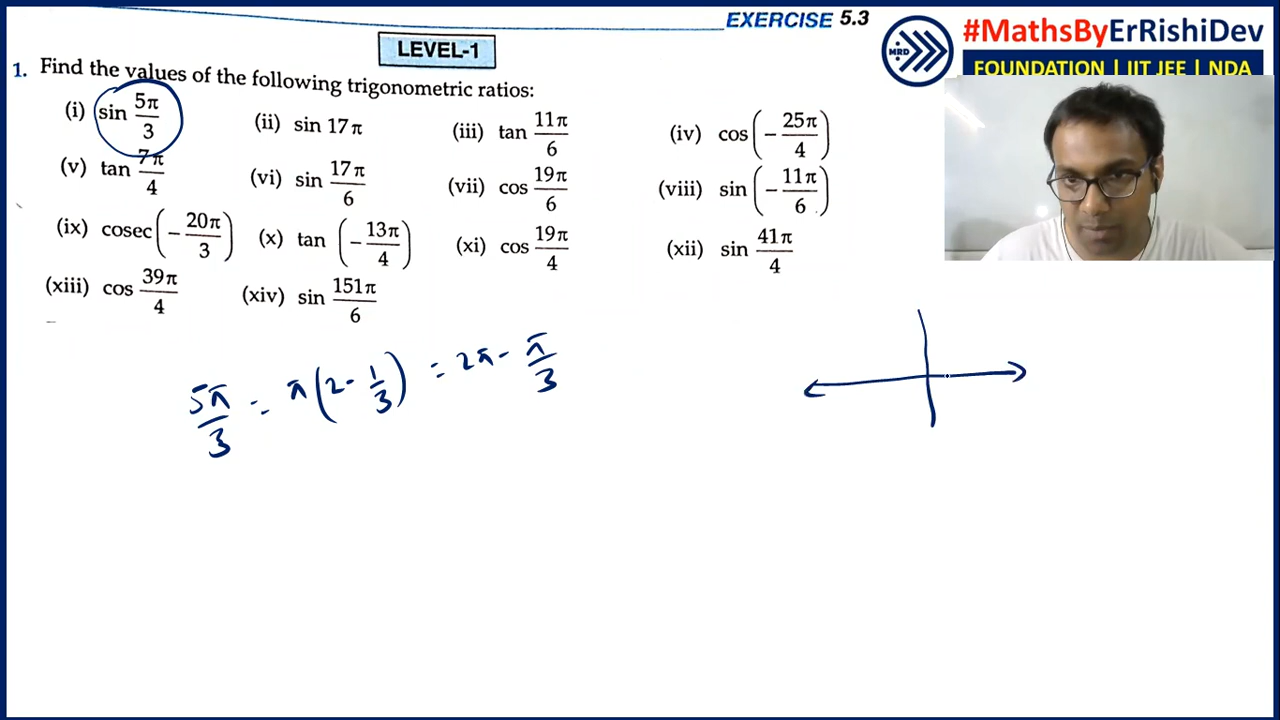 EXERCISE 5.3
#MathsByErRishiDev
MRD
FOUNDATION | IIT JEE | NDA
LEVEL-1
1. Find the values of the following trigonometric ratios:
(i) sin 5π/3 (ii) sin 17π (iii) tan 11π/6 (iv) cos(-25π/4)
(v) tan 7π/4 (vi) sin 17π/6 (vii) cos 19π/6 (viii) sin(-11π/6)
(ix) cosec(-20π/3) (x) tan(-13π/4) (xi) cos 19π/4 (xii) sin 41π/4
(xiii) cos 39π/4 (xiv) sin 151π/6
5π/3 = π(2-1/3) = 2π-π/3